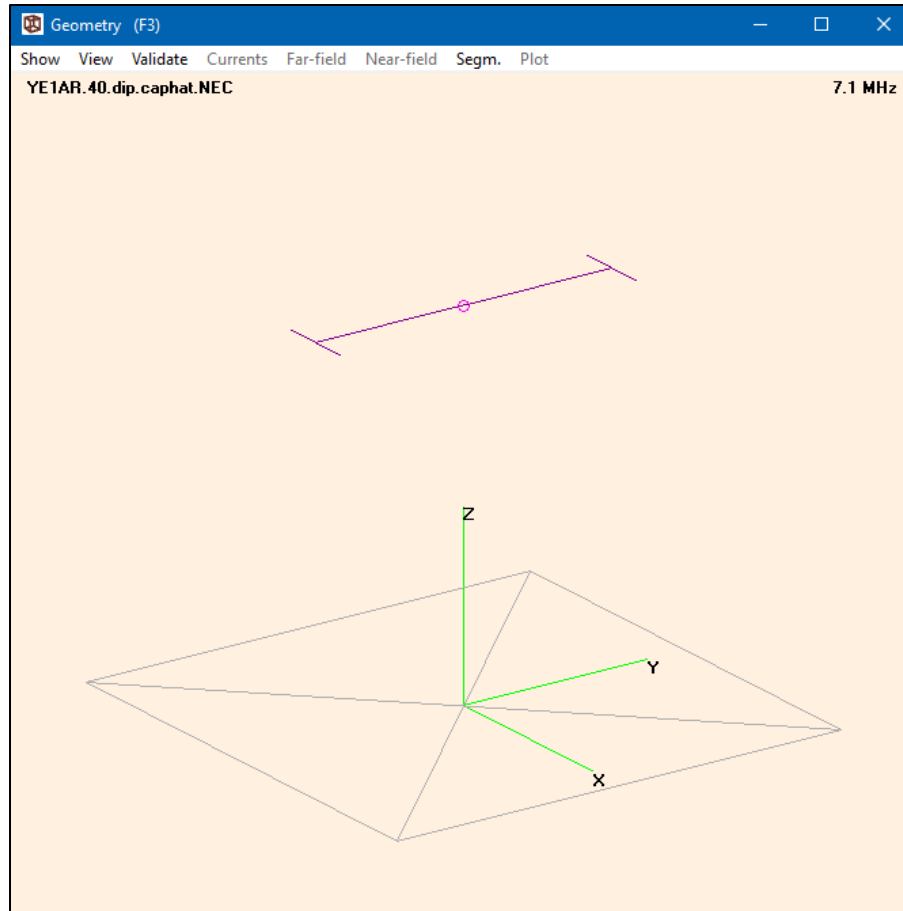 Geometry (F3)
Show View Validate Currents Far-field Near-field Segm. Plot
YE1AR.40.dip.caphat.NEC 7.1 MHz
Z
Y
X